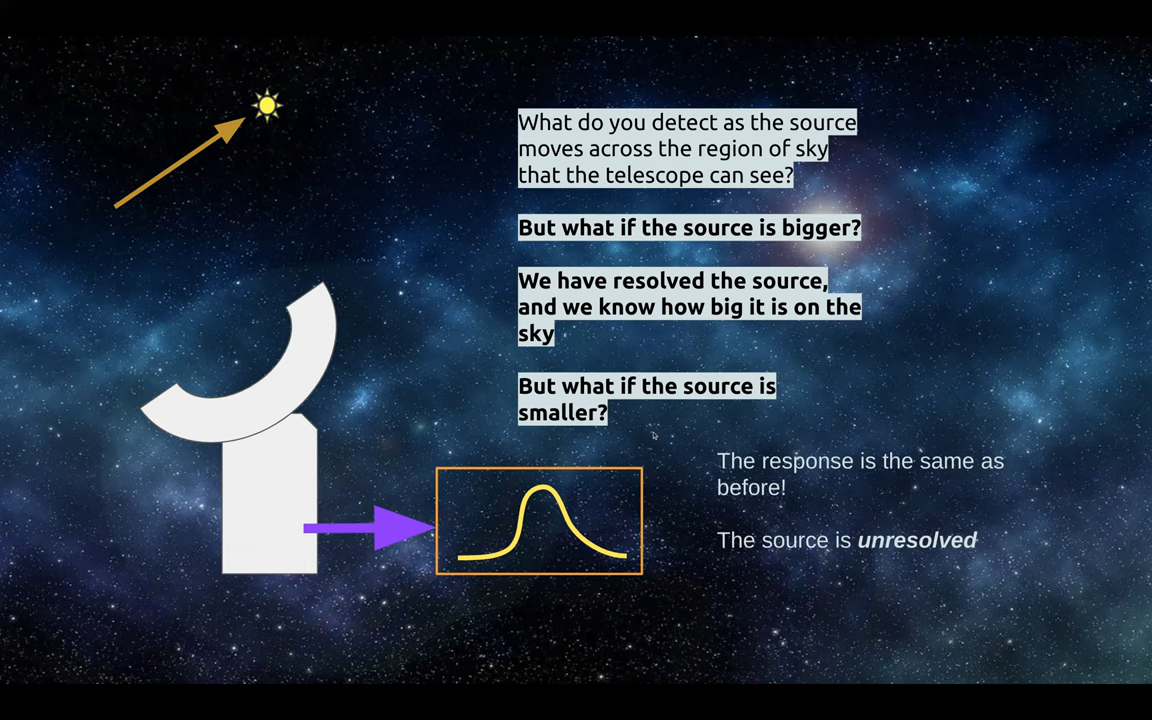 What do you detect as the source
moves across the region of sky
that the telescope can see?
But what if the source is bigger?
We have resolved the source,
and we know how big it is on the
sky
But what if the source is
smaller?
The response is the same as
before!
The source is unresolved